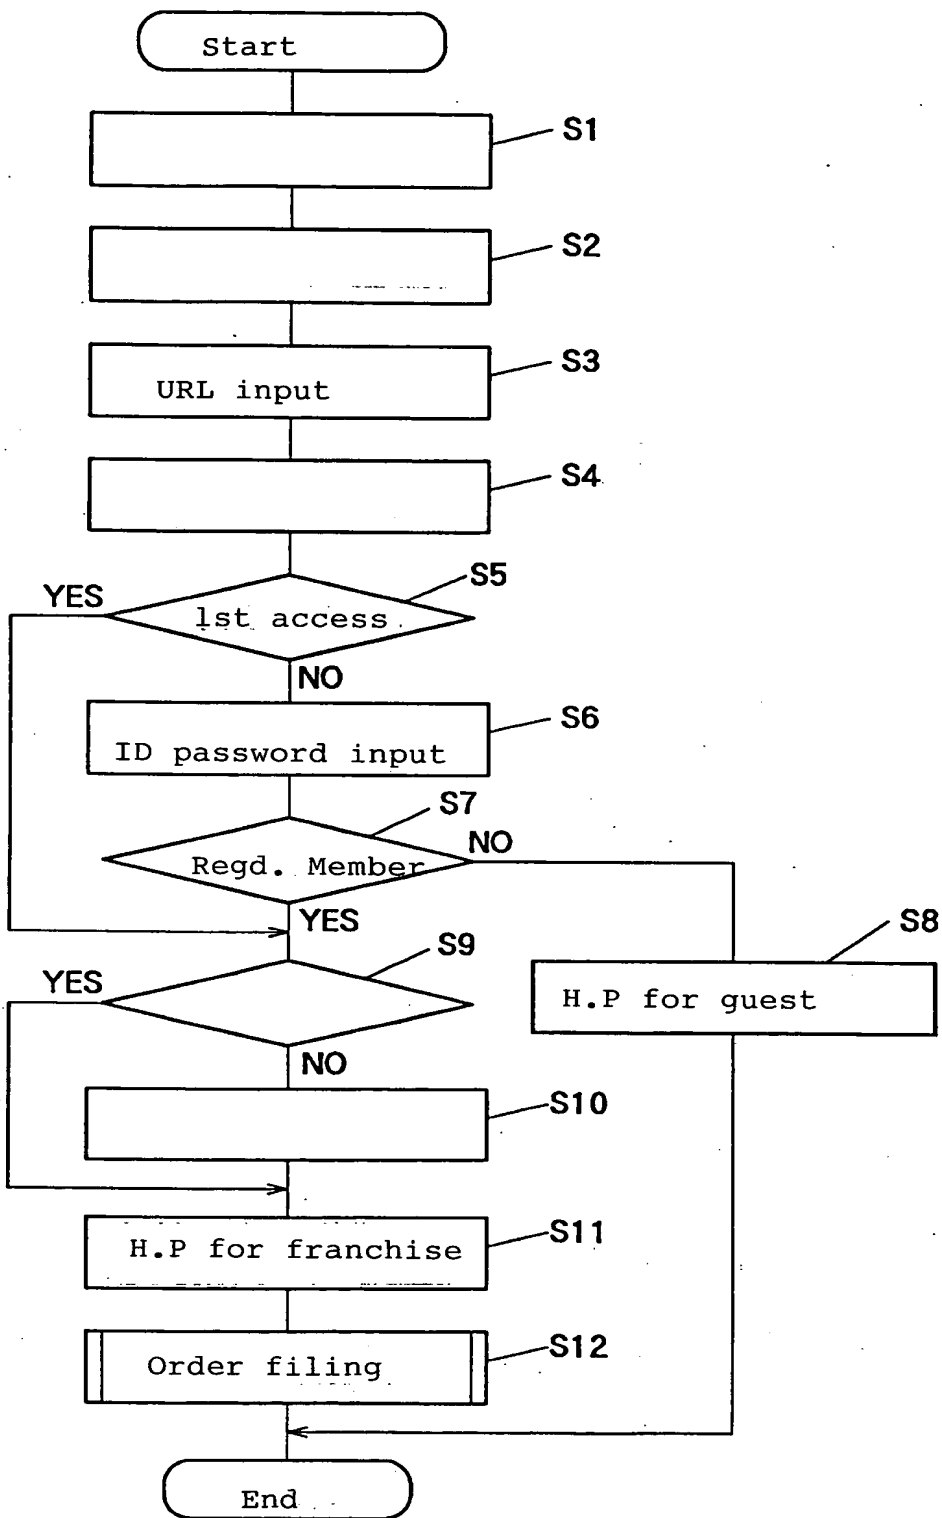 Start
S1
S2
S3
URL input
S4
S5
YES
1st access
NO
S6
ID password input
S7
NO
Regd. Member
YES
S8
S9
YES
H.P for guest
NO
S10
S11
H.P for franchise
S12
Order filing
End